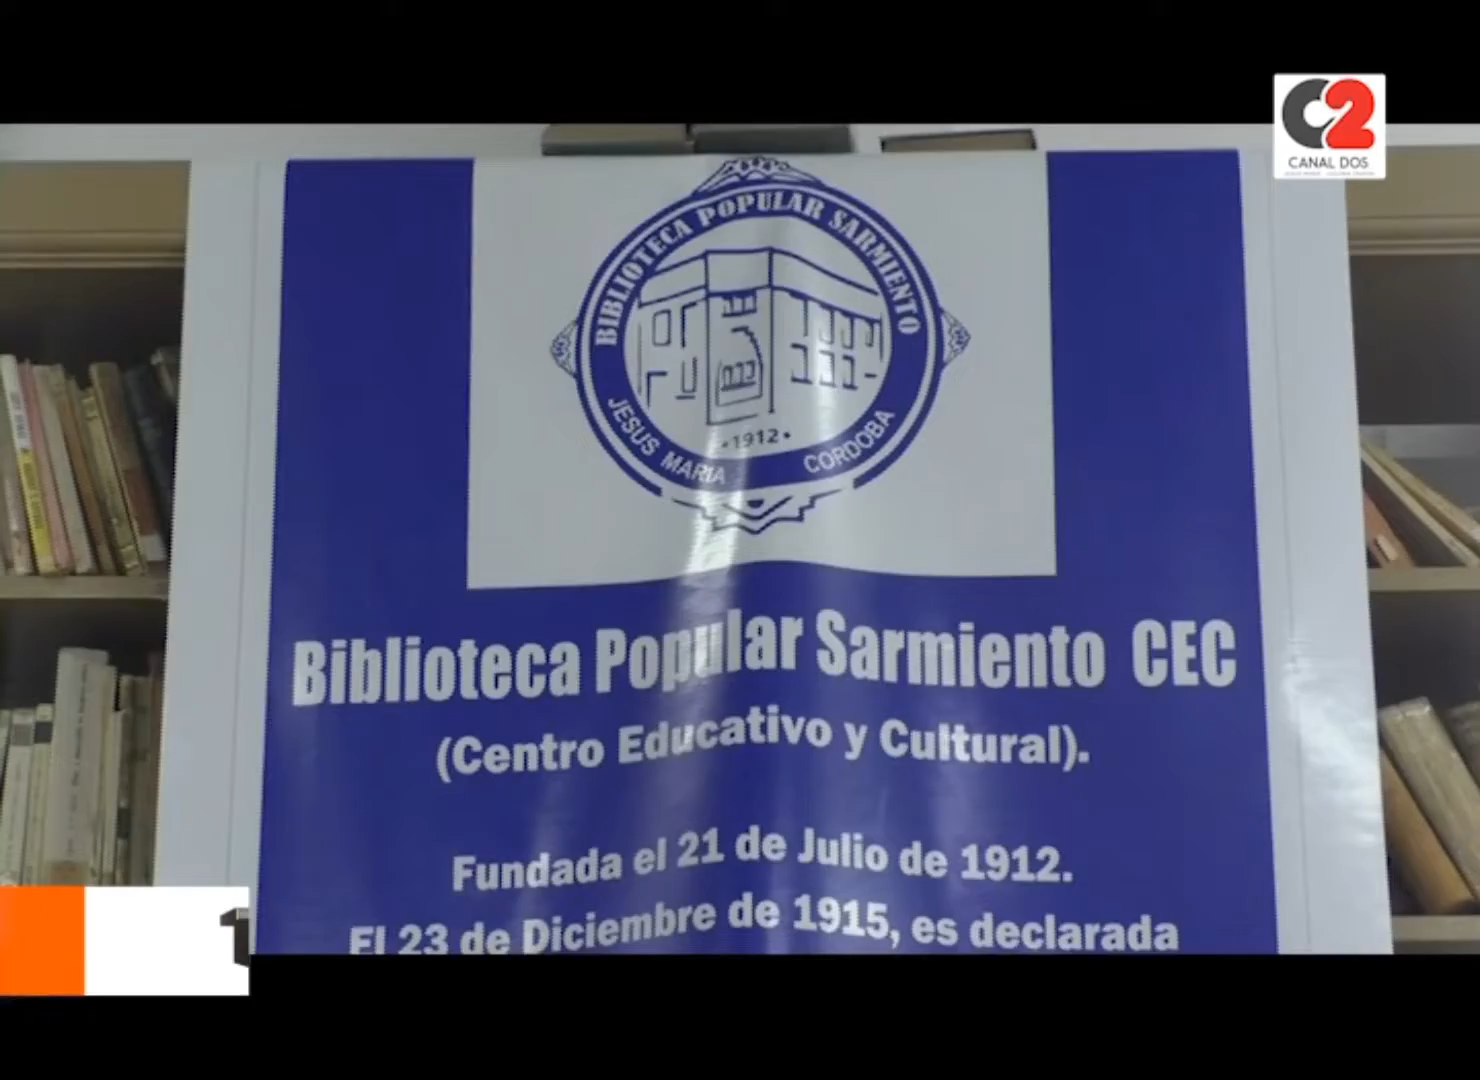 C2
CANAL DOS
BIBLIOTECA POPULAR SARMIENTO
•1912•
JESUS MARIA CORDOBA
Biblioteca Popular Sarmiento CEC
(Centro Educativo y Cultural).
Fundada el 21 de Julio de 1912.
El 23 de Diciembre de 1915, es declarada